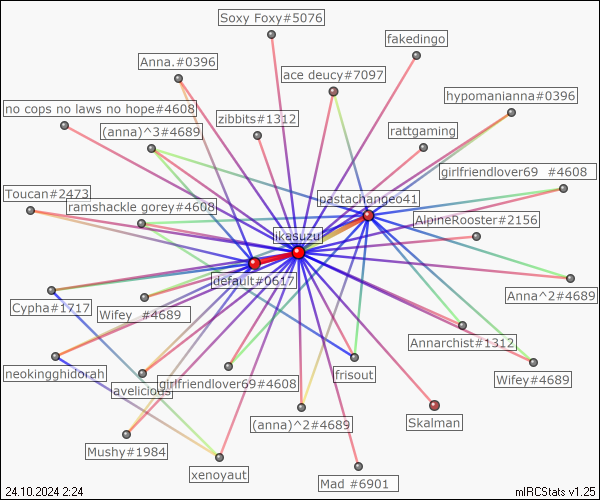 Soxy Foxy#5076
fakedingo
Anna.#0396
ace deucy#7097
hypomanianna#0396
no cops no laws no hope#4608
zibbits#1312
(anna)^3#4689
rattgaming
girlfriendlover69 #4608
Toucan#2473
pastachangeo41
ramshackle gorey#4608
Alpinerooster#2156
ikasuzu
default#0617
Anna^2#4689
Cypha#1717
Wifey #4689
Annarchist#1312
neokingghidorah
avelicious
girlfriendlover69#4608
frisout
Wifey#4689
(anna)^2#4689
Skalman
Mushy#1984
xenoyaut
Mad #6901
24.10.2024 2:24
mIRCStats v1.25